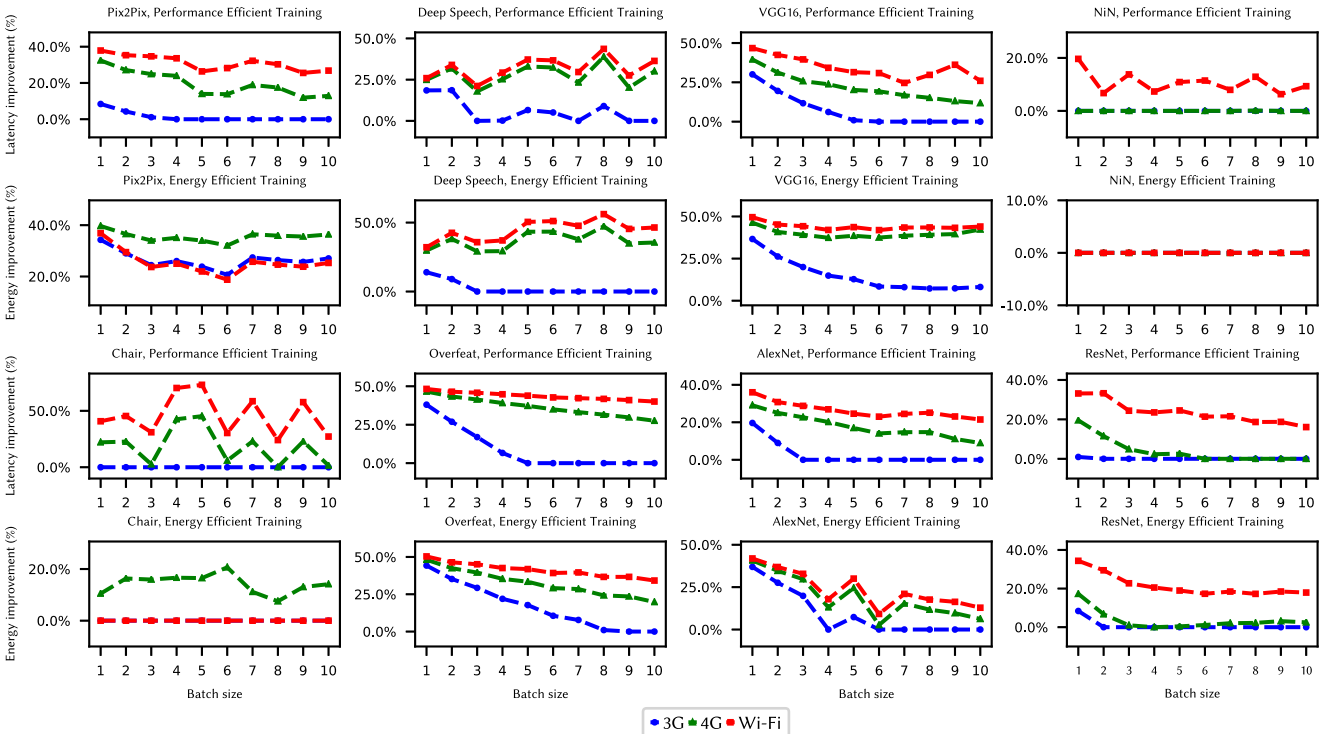 Pix2Pix, Performance Efficient Training
Deep Speech, Performance Efficient Training
VGG16, Performance Efficient Training
NiN, Performance Efficient Training
Latency improvement (%)
40.0%
20.0%
0.0%
1 2 3 4 5 6 7 8 9 10
50.0%
25.0%
0.0%
1 2 3 4 5 6 7 8 9 10
50.0%
25.0%
0.0%
1 2 3 4 5 6 7 8 9 10
20.0%
0.0%
1 2 3 4 5 6 7 8 9 10
Pix2Pix, Energy Efficient Training
Deep Speech, Energy Efficient Training
VGG16, Energy Efficient Training
NiN, Energy Efficient Training
Energy improvement (%)
40.0%
20.0%
1 2 3 4 5 6 7 8 9 10
50.0%
0.0%
1 2 3 4 5 6 7 8 9 10
50.0%
25.0%
0.0%
1 2 3 4 5 6 7 8 9 10
10.0%
0.0%
-10.0%
1 2 3 4 5 6 7 8 9 10
Chair, Performance Efficient Training
Overfeat, Performance Efficient Training
AlexNet, Performance Efficient Training
ResNet, Performance Efficient Training
Latency improvement (%)
50.0%
0.0%
1 2 3 4 5 6 7 8 9 10
50.0%
25.0%
0.0%
1 2 3 4 5 6 7 8 9 10
40.0%
20.0%
0.0%
1 2 3 4 5 6 7 8 9 10
40.0%
20.0%
0.0%
1 2 3 4 5 6 7 8 9 10
Chair, Energy Efficient Training
Overfeat, Energy Efficient Training
AlexNet, Energy Efficient Training
ResNet, Energy Efficient Training
Energy improvement (%)
20.0%
0.0%
1 2 3 4 5 6 7 8 9 10
50.0%
25.0%
0.0%
1 2 3 4 5 6 7 8 9 10
50.0%
25.0%
0.0%
1 2 3 4 5 6 7 8 9 10
40.0%
20.0%
0.0%
1 2 3 4 5 6 7 8 9 10
Batch size
Batch size
Batch size
Batch size
3G 4G Wi-Fi